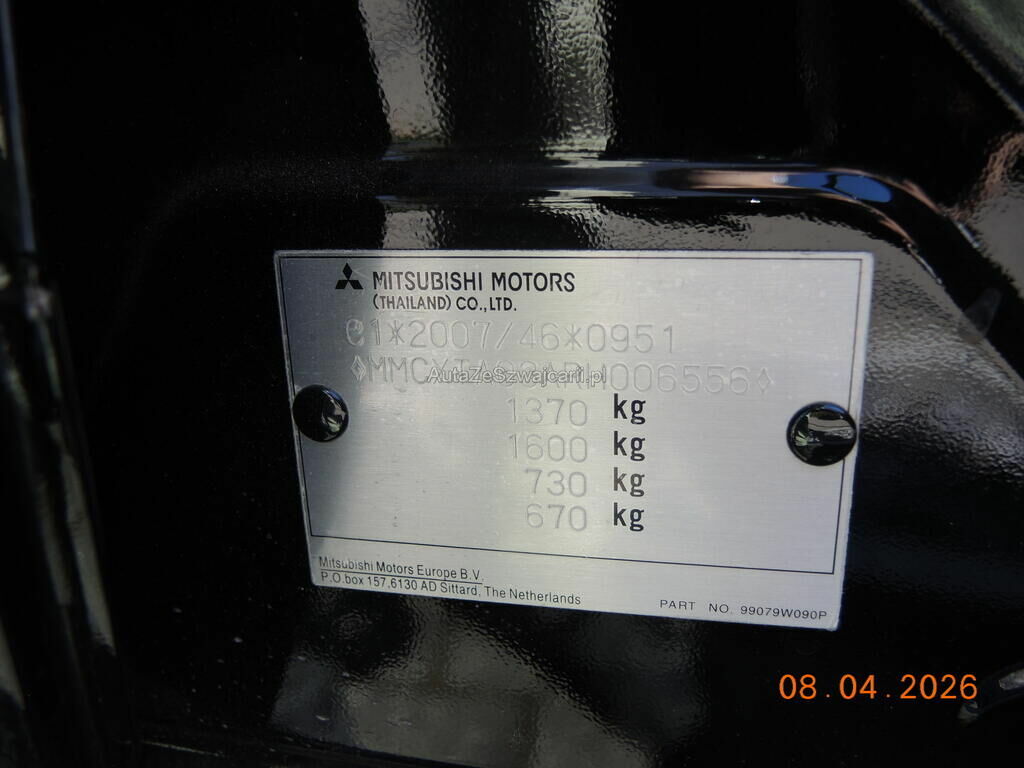 MITSUBISHI MOTORS
(THAILAND) CO.,LTD.
e1*2007/46*0951
AutaZeSzwajcarii.pl
1370 kg
1600 kg
730 kg
670 kg
Mitsubishi Motors Europe B.V.
P.O.box 157,6130 AD Sittard, The Netherlands
PART NO. 99079W090P
08.04.2026